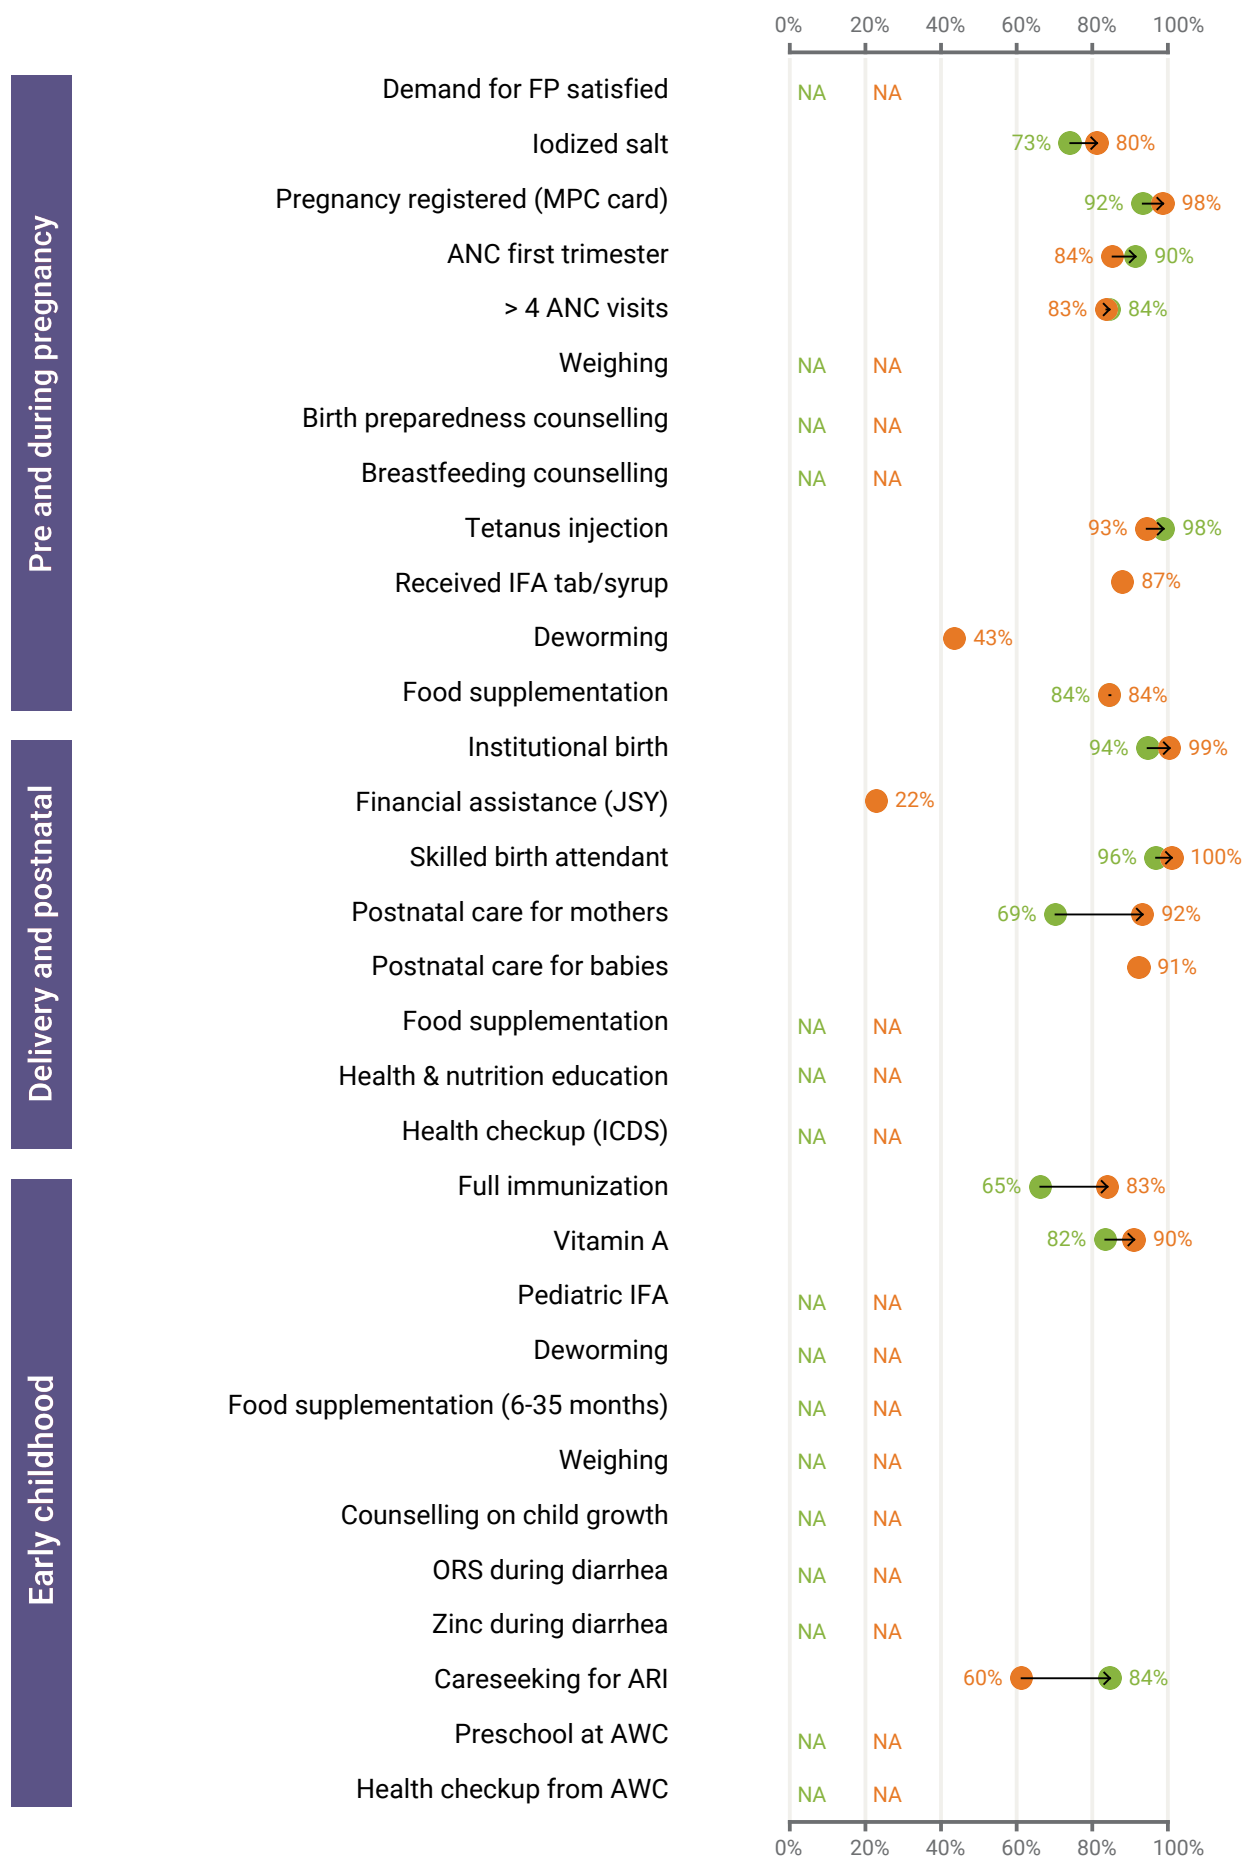 0% 20% 40% 60% 80% 100%
Pre and during pregnancy
Demand for FP satisfied NA NA
Iodized salt 73% 80%
Pregnancy registered (MPC card) 92% 98%
ANC first trimester 84% 90%
> 4 ANC visits 83% 84%
Weighing NA NA
Birth preparedness counselling NA NA
Breastfeeding counselling NA NA
Tetanus injection 93% 98%
Received IFA tab/syrup 87%
Deworming 43%
Food supplementation 84% 84%
Delivery and postnatal
Institutional birth 94% 99%
Financial assistance (JSY) 22%
Skilled birth attendant 96% 100%
Postnatal care for mothers 69% 92%
Postnatal care for babies 91%
Food supplementation NA NA
Health & nutrition education NA NA
Health checkup (ICDS) NA NA
Early childhood
Full immunization 65% 83%
Vitamin A 82% 90%
Pediatric IFA NA NA
Deworming NA NA
Food supplementation (6-35 months) NA NA
Weighing NA NA
Counselling on child growth NA NA
ORS during diarrhea NA NA
Zinc during diarrhea NA NA
Careseeking for ARI 60% 84%
Preschool at AWC NA NA
Health checkup from AWC NA NA
0% 20% 40% 60% 80% 100%